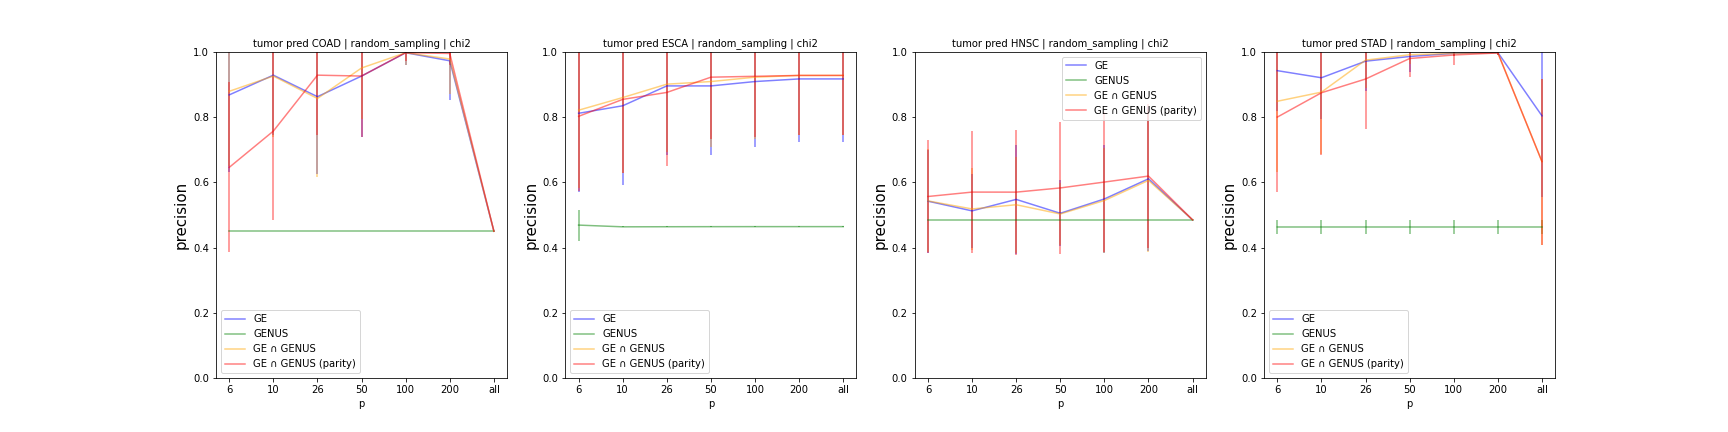 tumor pred COAD | random_sampling | chi2
precision
1.0
0.8
0.6
0.4
0.2
0.0
GE
GENUS
GE ∩ GENUS
GE ∩ GENUS (parity)
6 10 26 50 100 200 all
p
tumor pred ESCA | random_sampling | chi2
precision
1.0
0.8
0.6
0.4
0.2
0.0
GE
GENUS
GE ∩ GENUS
GE ∩ GENUS (parity)
6 10 26 50 100 200 all
p
tumor pred HNSC | random_sampling | chi2
precision
1.0
0.8
0.6
0.4
0.2
0.0
GE
GENUS
GE ∩ GENUS
GE ∩ GENUS (parity)
6 10 26 50 100 200 all
p
tumor pred STAD | random_sampling | chi2
precision
1.0
0.8
0.6
0.4
0.2
0.0
GE
GENUS
GE ∩ GENUS
GE ∩ GENUS (parity)
6 10 26 50 100 200 all
p